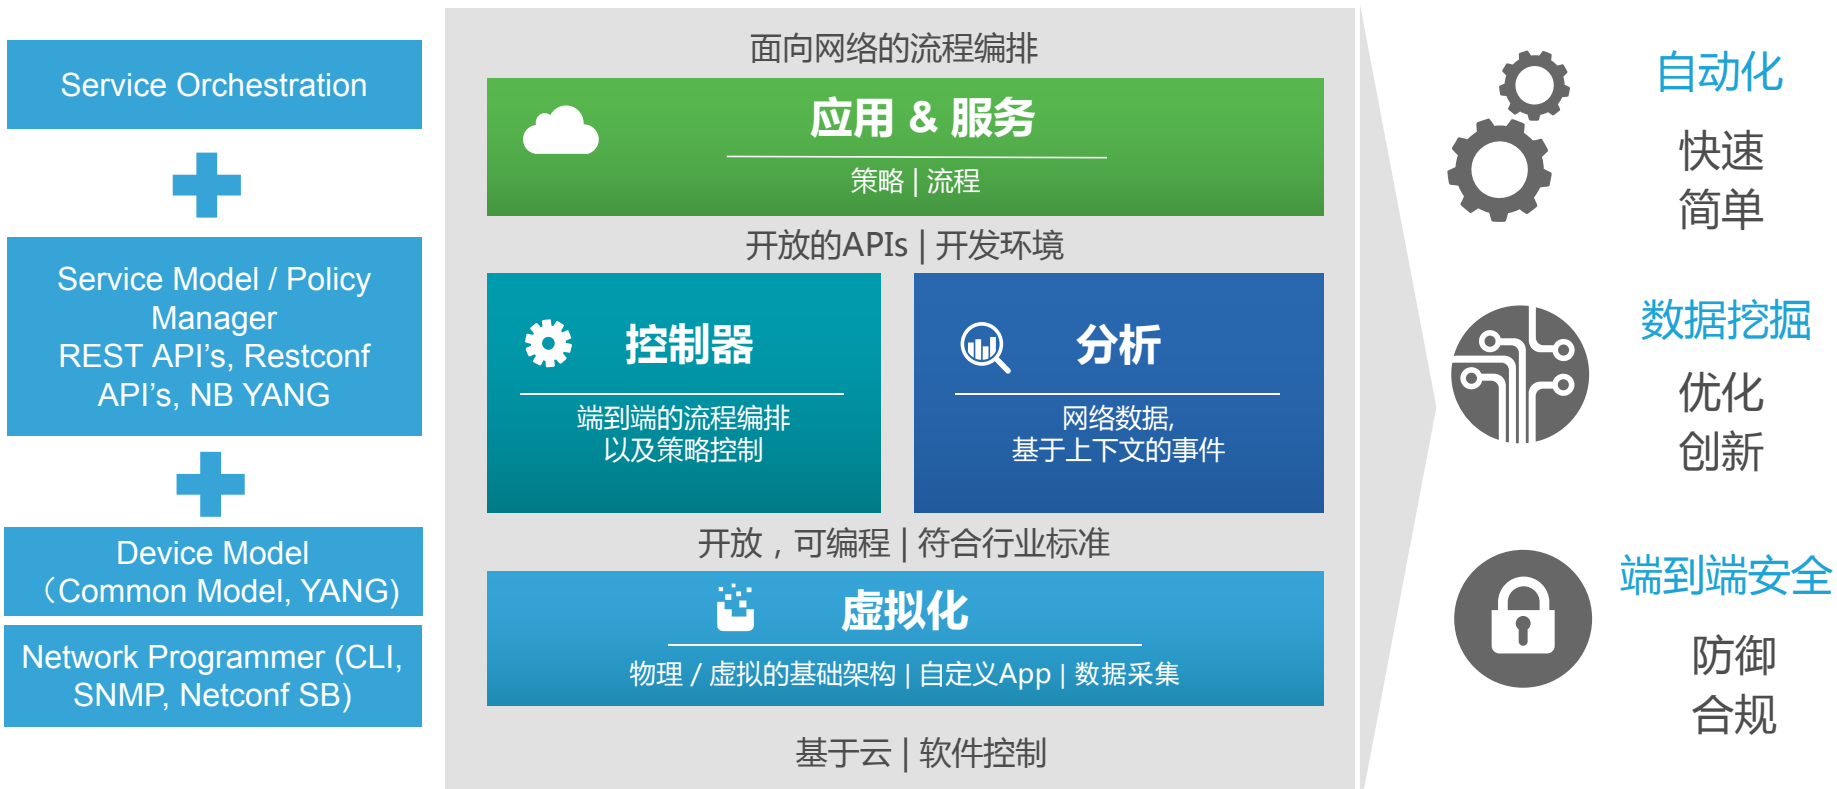 Service Orchestration
Service Model / Policy
Manager
REST API’s, Restconf
API’s, NB YANG
Device Model
（Common Model, YANG)
Network Programmer (CLI,
SNMP, Netconf SB)
面向网络的流程编排
应用 & 服务
策略 | 流程
开放的APIs | 开发环境
控制器
端到端的流程编排
以及策略控制
分析
网络数据,
基于上下文的事件
开放，可编程 | 符合行业标准
虚拟化
物理 / 虚拟的基础架构 | 自定义App | 数据采集
基于云 | 软件控制
自动化
快速
简单
数据挖掘
优化
创新
端到端安全
防御
合规